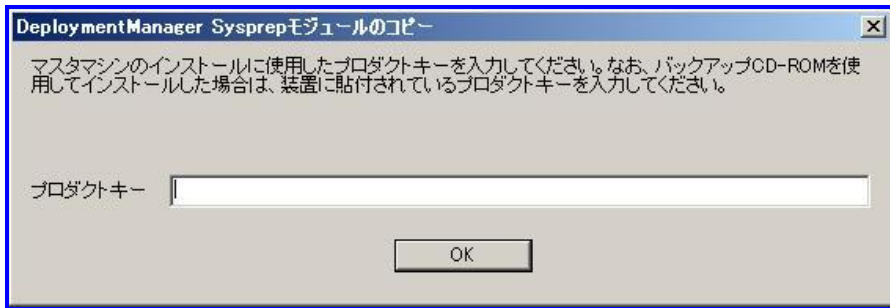 DeploymentManager Sysprepモジュールのコピー
マスタマシンのインストールに使用したプロダクトキーを入力してください。なお、バックアップCD-ROMを使
用してインストールした場合は、装置に貼付されているプロダクトキーを入力してください。
プロダクトキー
OK